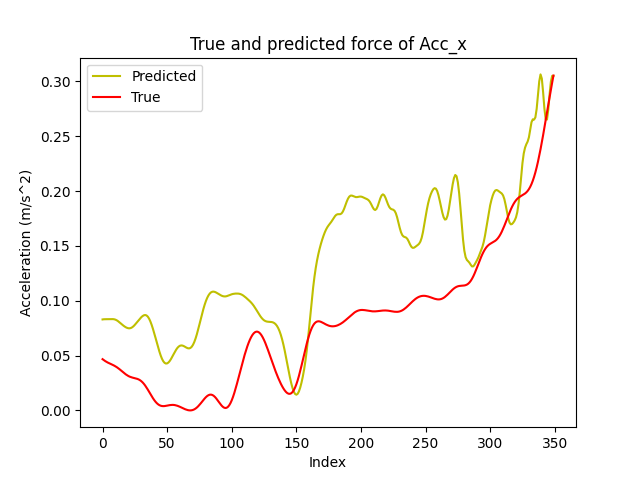 True and predicted force of Acc_x
Predicted
True
0.30
0.25
0.20
0.15
0.10
0.05
0.00
Acceleration (m/s^2)
0 50 100 150 200 250 300 350
Index